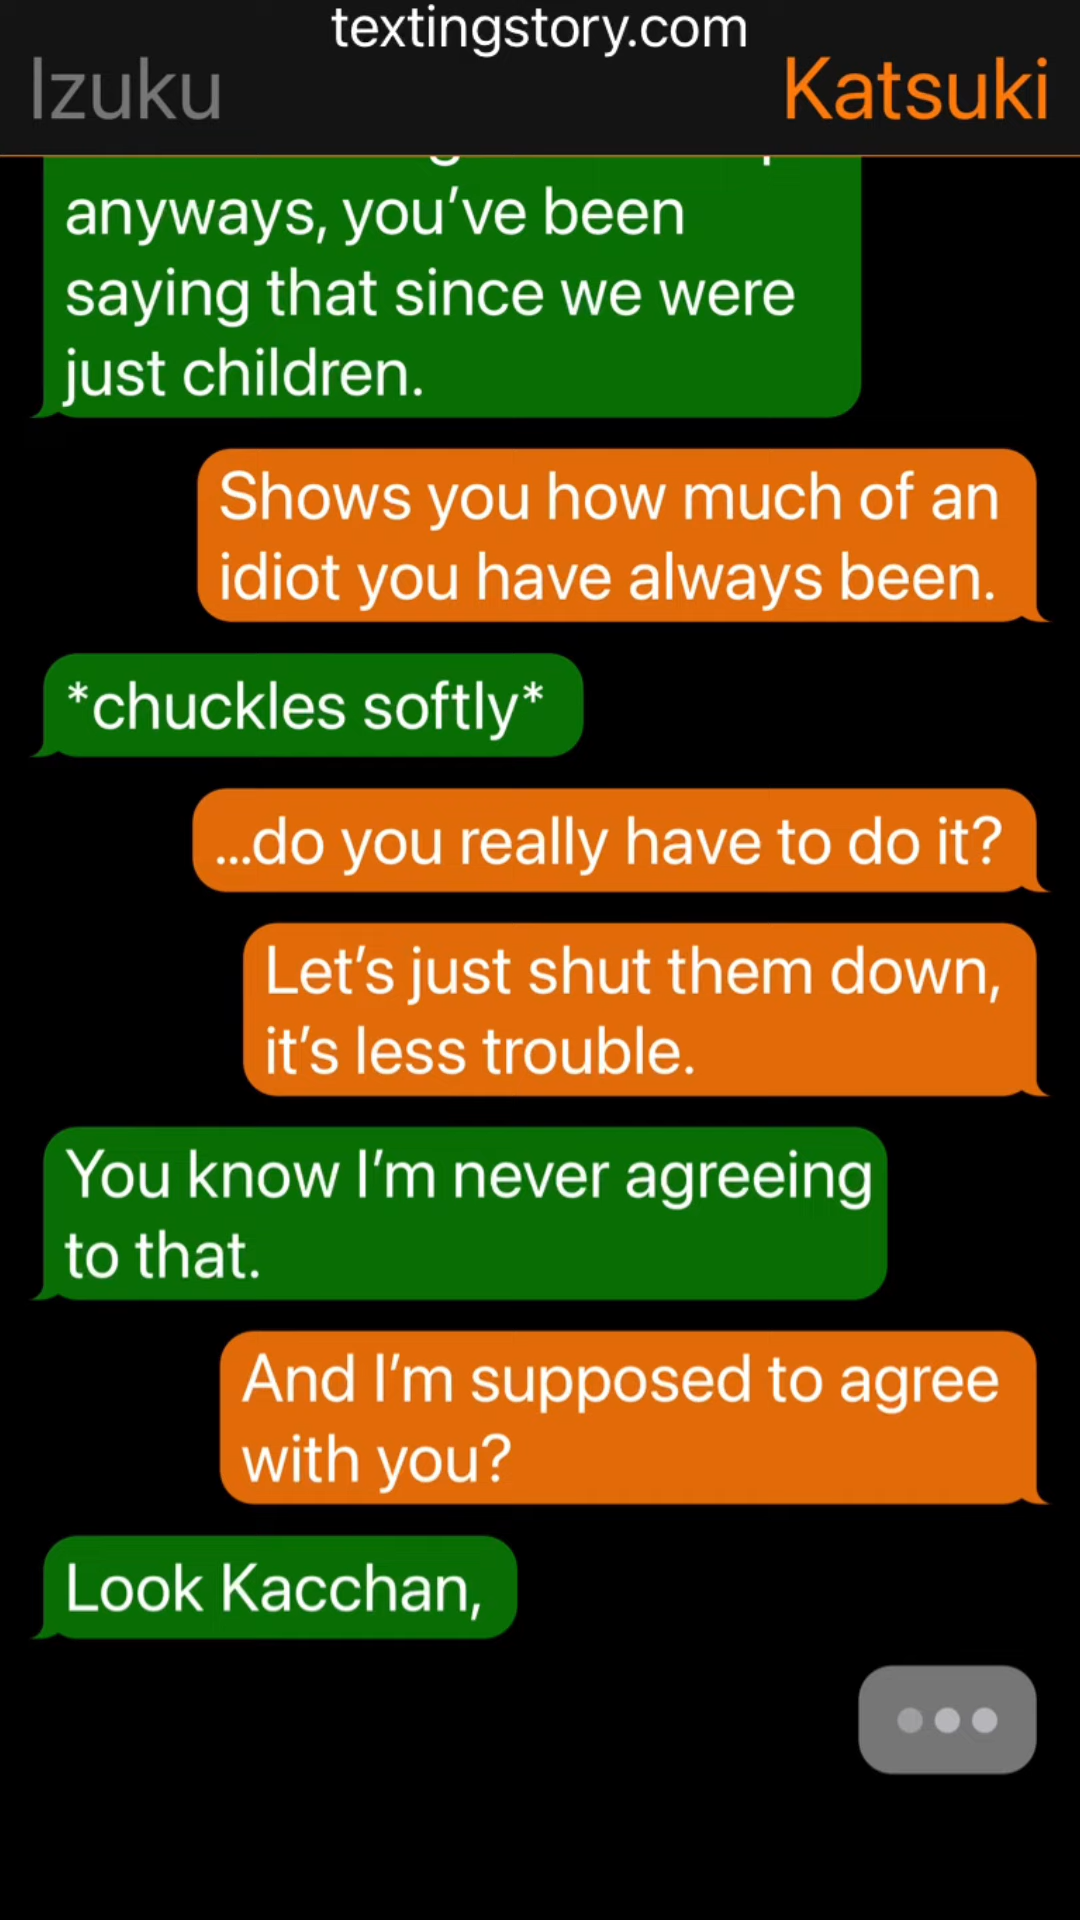 textingstory.com
Izuku
Katsuki
anyways, you’ve been
saying that since we were
just children.
Shows you how much of an
idiot you have always been.
*chuckles softly*
...do you really have to do it?
Let’s just shut them down,
it’s less trouble.
You know I’m never agreeing
to that.
And I’m supposed to agree
with you?
Look Kacchan,